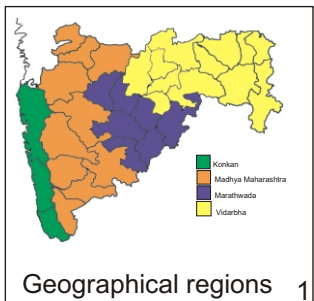 Konkan
Madhya Maharashtra
Marathwada
Vidarbha
Geographical regions 1